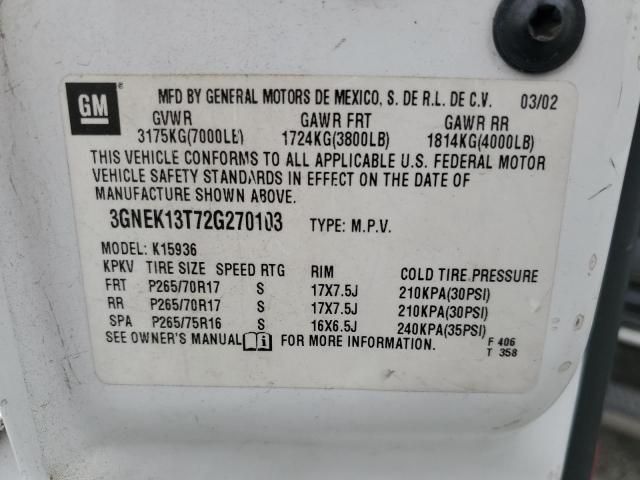 GM
MFD BY GENERAL MOTORS DE MEXICO, S. DE R.L. DE C.V. 03/02
GVWR GAWR FRT GAWR RR
3175KG(7000LB) 1724KG(3800LB) 1814KG(4000LB)
THIS VEHICLE CONFORMS TO ALL APPLICABLE U.S. FEDERAL MOTOR
VEHICLE SAFETY STANDARDS IN EFFECT ON THE DATE OF
MANUFACTURE SHOWN ABOVE.
3GNEK13T72G270103 TYPE: M.P.V.
MODEL: K15936
KPKV TIRE SIZE SPEED RTG RIM COLD TIRE PRESSURE
FRT P265/70R17 S 17X7.5J 210KPA(30PSI)
RR P265/70R17 S 17X7.5J 210KPA(30PSI)
SPA P265/75R16 S 16X6.5J 240KPA(35PSI)
SEE OWNER'S MANUAL i FOR MORE INFORMATION.
F 406
T 358